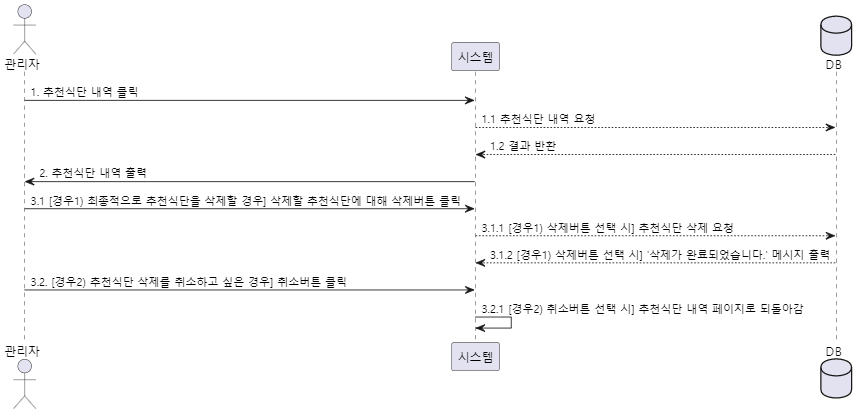 관리자
시스템
DB
1. 추천식단 내역 클릭
1.1 추천식단 내역 요청
1.2 결과 반환
2. 추천식단 내역 출력
3.1 [경우1) 최종적으로 추천식단을 삭제할 경우] 삭제할 추천식단에 대해 삭제버튼 클릭
3.1.1 [경우1) 삭제버튼 선택 시] 추천식단 삭제 요청
3.1.2 [경우1) 삭제버튼 선택 시] '삭제가 완료되었습니다.' 메시지 출력
3.2. [경우2) 추천식단 삭제를 취소하고 싶은 경우] 취소버튼 클릭
3.2.1 [경우2) 취소버튼 선택 시] 추천식단 내역 페이지로 되돌아감
관리자
시스템
DB